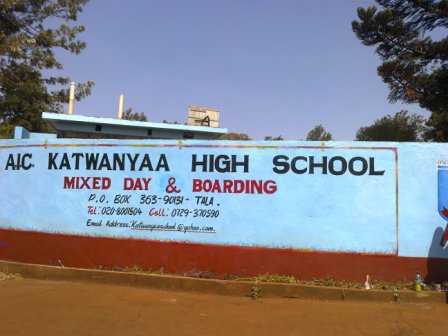 A.I.C. KATWANYAA HIGH SCHOOL
MIXED DAY & BOARDING
P.O. BOX 363-90131 - TALA.
Tel: 020-8001504 Cell: 0729-370590
Email Address: Katwanyaaschool@yahoo.com.